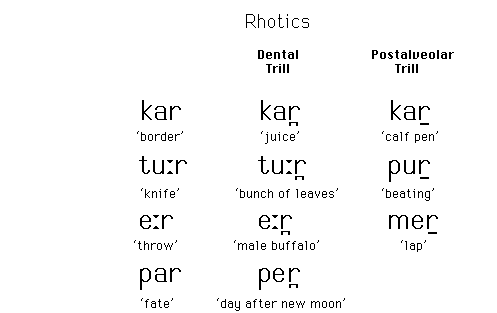 Rhotics
Dental Postalveolar
Trill Trill
kar kar̪ kar̠
‘border’ ‘juice’ ‘calf pen’
tuːr tuːr̪ pur̠
‘knife’ ‘bunch of leaves’ ‘beating’
eːr eːr̪ mer̠
‘throw’ ‘male buffalo’ ‘lap’
par per̪
‘fate’ ‘day after new moon’